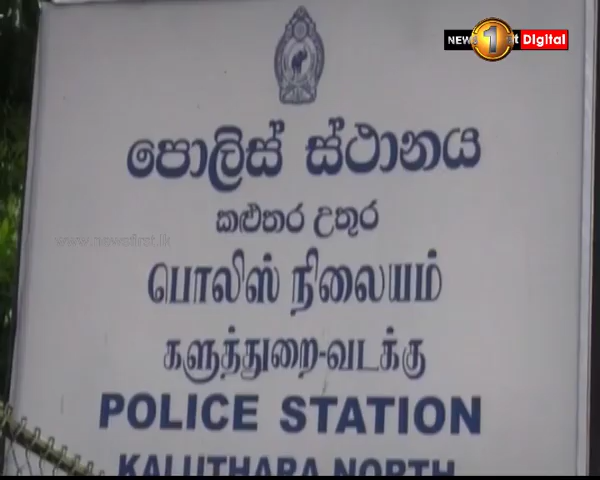 NEWS 1st Digital
පොලිස් ස්ථානය
කළුතර උතුර
www.newsfirst.lk
பொலிஸ் நிலையம்
களுத்துறை-வடக்கு
POLICE STATION
KALUTHARA NORTH